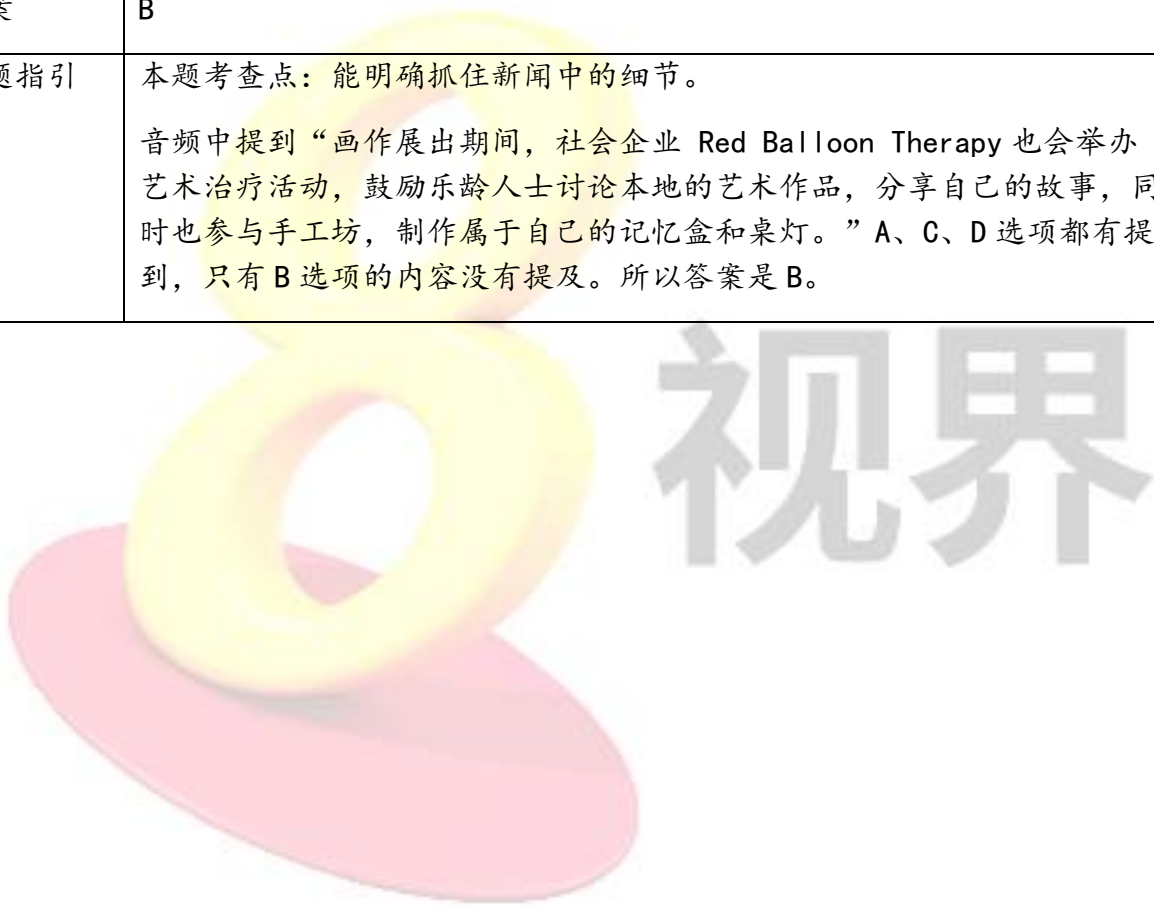 案 B
题指引 本题考查点：能明确抓住新闻中的细节。
音频中提到“画作展出期间，社会企业 Red Balloon Therapy 也会举办
艺术治疗活动，鼓励乐龄人士讨论本地的艺术作品，分享自己的故事，同
时也参与手工坊，制作属于自己的记忆盒和桌灯。”A、C、D 选项都有提
到，只有 B 选项的内容没有提及。所以答案是 B。
8 视界